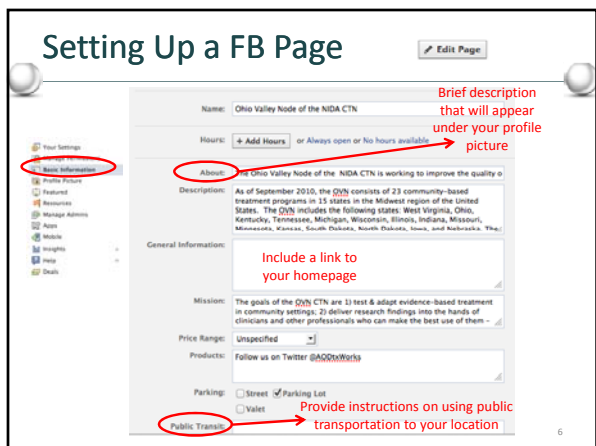 Setting Up a FB Page
Edit Page
Brief description
that will appear
under your profile
picture
Name: Ohio Valley Node of the NIDA CTN
Hours: + Add Hours or Always open or No hours available
Your Settings
Manage Permissions
Basic Information
Profile Picture
Featured
Resources
Manage Admins
Apps
Mobile
Insights
Help
Deals
About: The Ohio Valley Node of the NIDA CTN is working to improve the quality o
Description: As of September 2010, the OVN consists of 23 community-based
treatment programs in 15 states in the Midwest region of the United
States. The OVN includes the following states: West Virginia, Ohio,
Kentucky, Tennessee, Michigan, Wisconsin, Illinois, Indiana, Missouri,
Minnesota, Kansas, South Dakota, North Dakota, Iowa, and Nebraska. The
General Information:
Include a link to
your homepage
Mission: The goals of the OVN CTN are 1) test & adapt evidence-based treatment
in community settings; 2) deliver research findings into the hands of
clinicians and other professionals who can make the best use of them -
Price Range: Unspecified
Products: Follow us on Twitter @AODtxWorks
Parking: Street Parking Lot
Valet
Public Transit:
Provide instructions on using public
transportation to your location
6